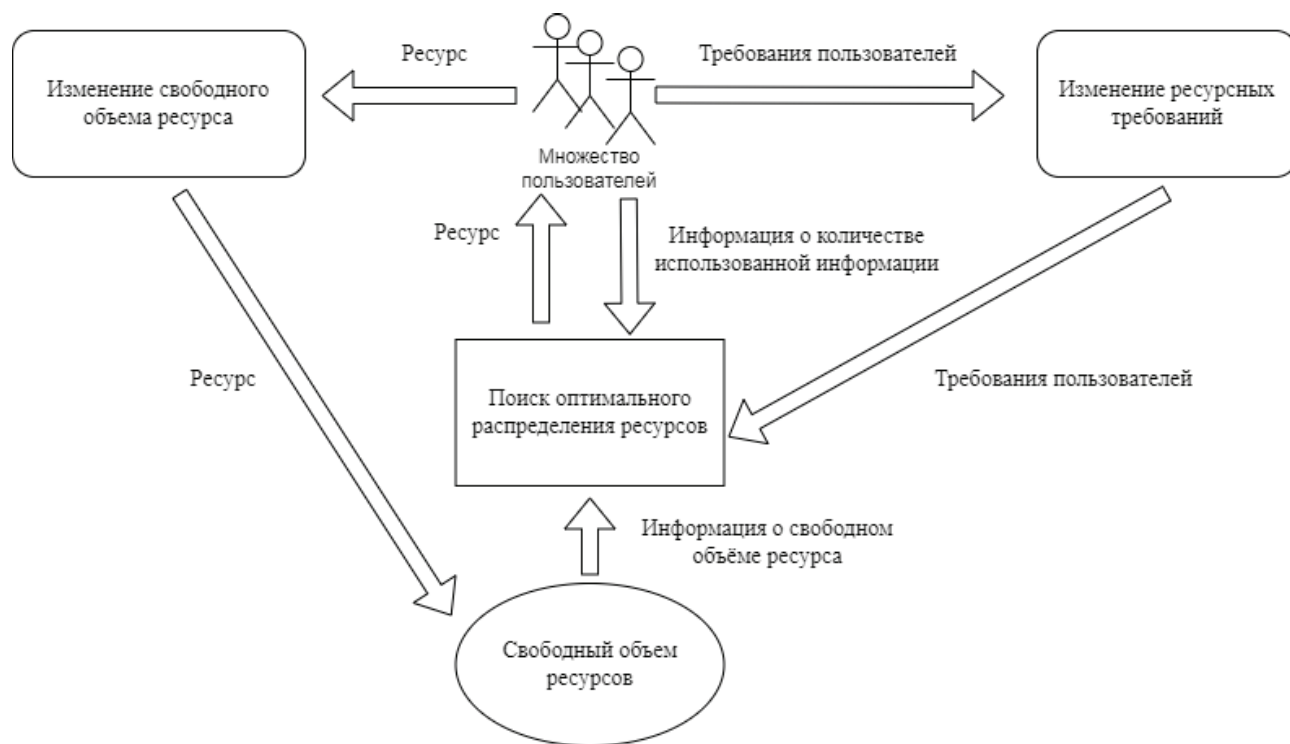 Ресурс
Требования пользователей
Изменение свободного
объема ресурса
Изменение ресурсных
требований
Множество
пользователей
Ресурс
Информация о количестве
использованной информации
Ресурс
Требования пользователей
Поиск оптимального
распределения ресурсов
Информация о свободном
объёме ресурса
Свободный объем
ресурсов